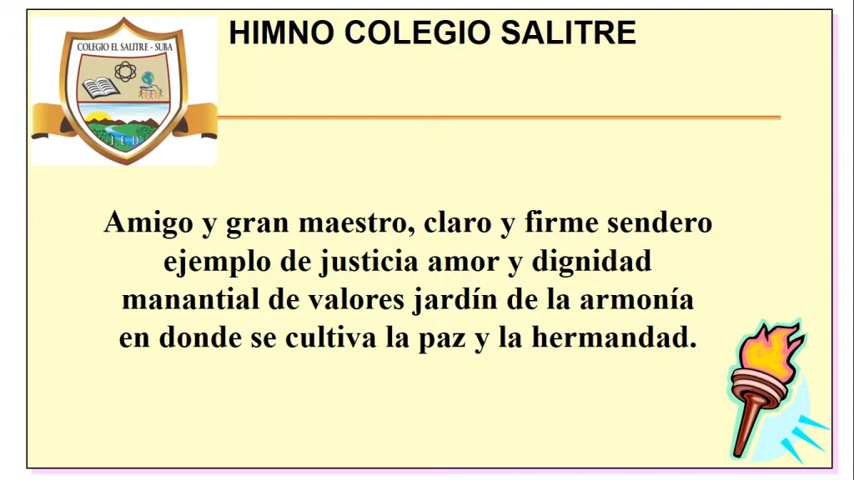 HIMNO COLEGIO SALITRE
COLEGIO EL SALITRE - SUBA
I E D
Amigo y gran maestro, claro y firme sendero
ejemplo de justicia amor y dignidad
manantial de valores jardín de la armonía
en donde se cultiva la paz y la hermandad.